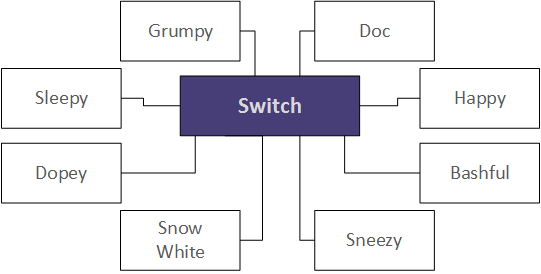 Grumpy
Doc
Sleepy
Switch
Happy
Dopey
Bashful
Snow
White
Sneezy